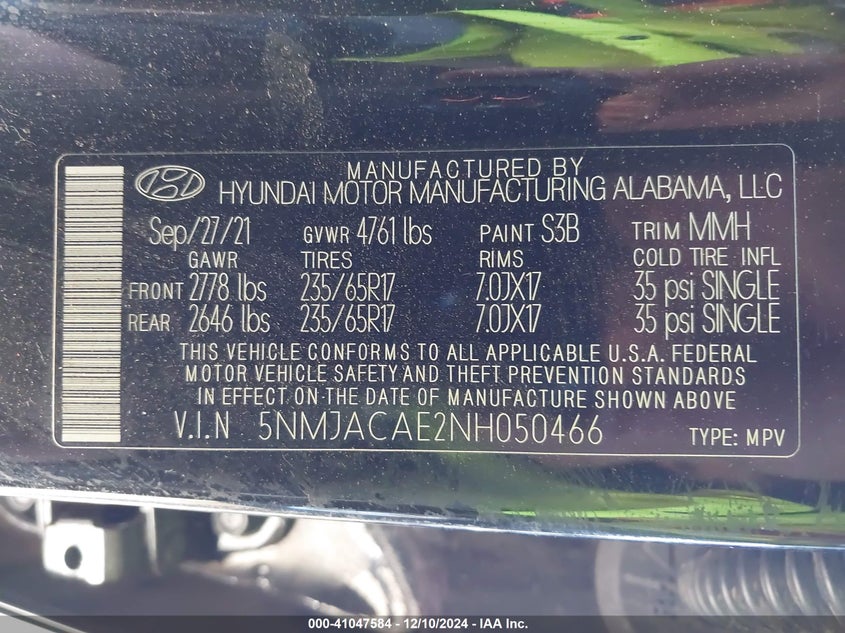 MANUFACTURED BY
HYUNDAI MOTOR MANUFACTURING ALABAMA, LLC
Sep/27/21 GVWR 4761 lbs PAINT S3B TRIM MMH
GAWR TIRES RIMS COLD TIRE INFL
FRONT 2778 lbs 235/65R17 7.0JX17 35 psi SINGLE
REAR 2646 lbs 235/65R17 7.0JX17 35 psi SINGLE
THIS VEHICLE CONFORMS TO ALL APPLICABLE U.S.A. FEDERAL
MOTOR VEHICLE SAFETY AND THEFT PREVENTION STANDARDS
IN EFFECT ON THE DATE OF MANUFACTURE SHOWN ABOVE
V.I.N 5NMJACAE2NH050466 TYPE: MPV
000-41047584 - 12/10/2024 - IAA Inc.